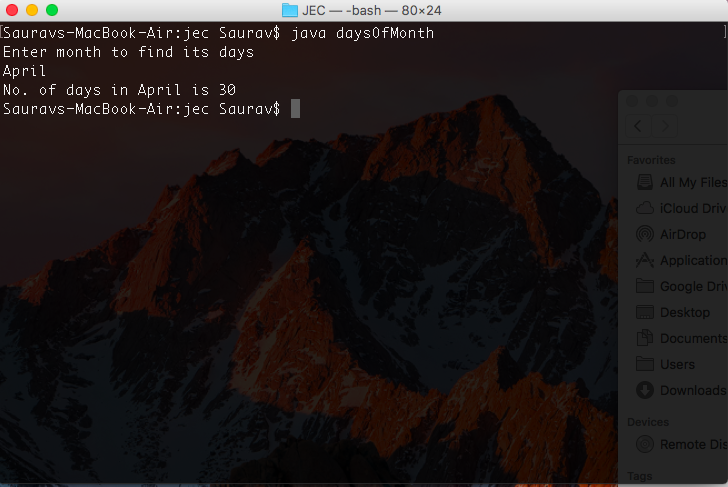 JEC — -bash — 80×24
Sauravs-MacBook-Air:jec Saurav$ java daysOfMonth
Enter month to find its days
April
No. of days in April is 30
Sauravs-MacBook-Air:jec Saurav$
Favorites
All My Files
iCloud Driv
AirDrop
Application
Google Driv
Desktop
Documents
Users
Downloads
Devices
Remote Dis
Tags